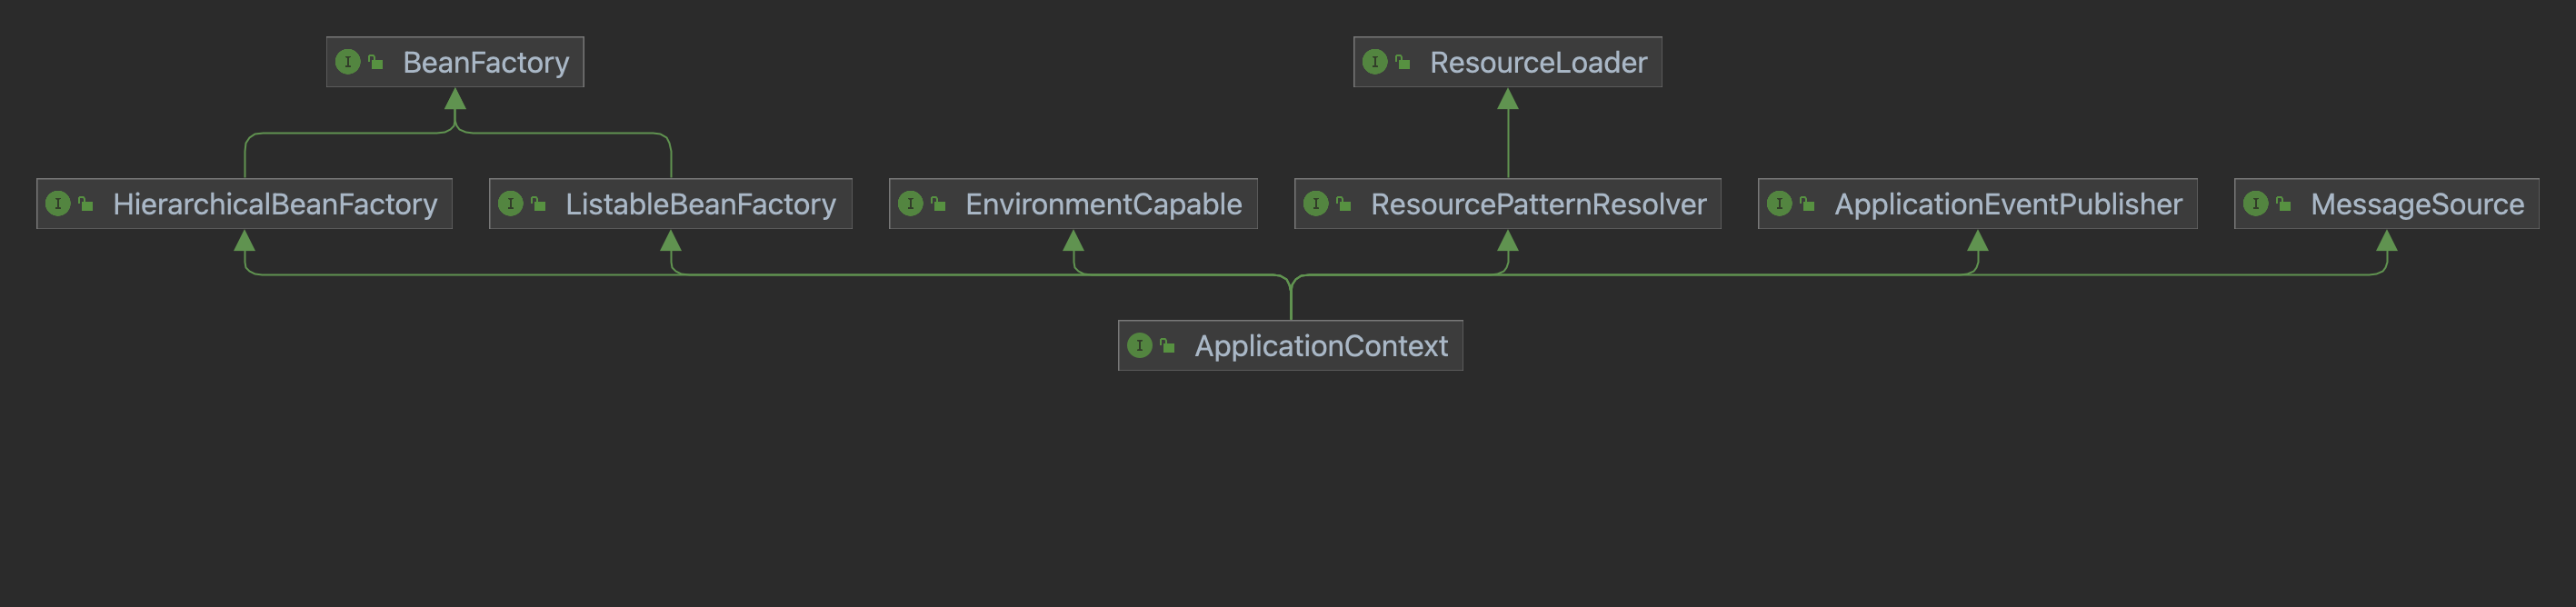 BeanFactory
ResourceLoader
HierarchicalBeanFactory
ListableBeanFactory
EnvironmentCapable
ResourcePatternResolver
ApplicationEventPublisher
MessageSource
ApplicationContext